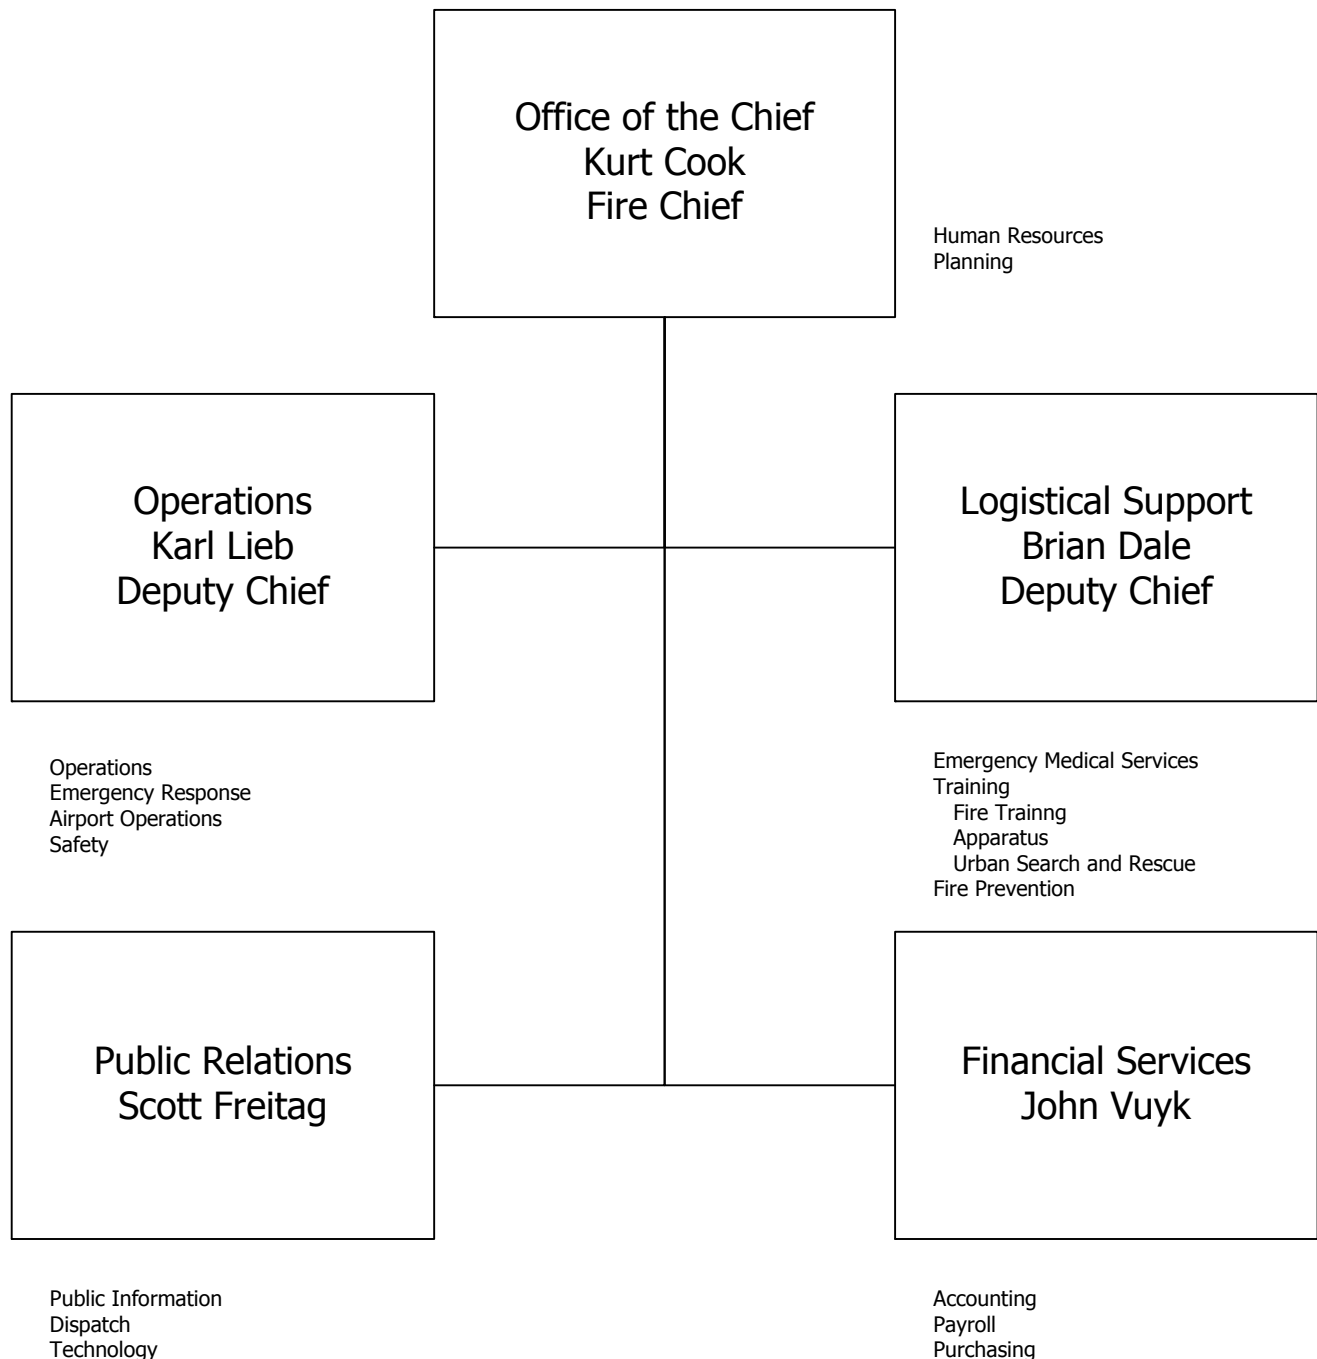 Office of the Chief
Kurt Cook
Fire Chief
Human Resources
Planning
Operations
Karl Lieb
Deputy Chief
Logistical Support
Brian Dale
Deputy Chief
Operations
Emergency Response
Airport Operations
Safety
Emergency Medical Services
Training
Fire Trainng
Apparatus
Urban Search and Rescue
Fire Prevention
Public Relations
Scott Freitag
Financial Services
John Vuyk
Public Information
Dispatch
Technology
Accounting
Payroll
Purchasing